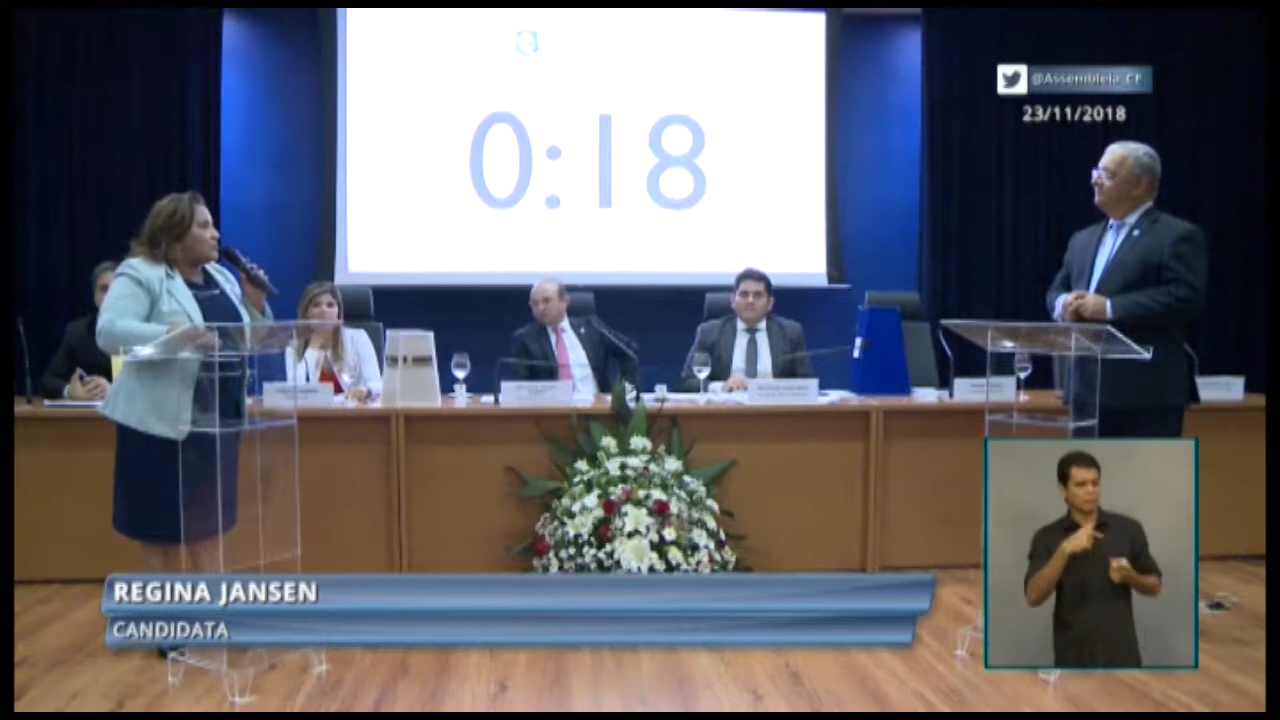 0:18
@Assembleia_CE
23/11/2018
REGINA JANSEN
CANDIDATA